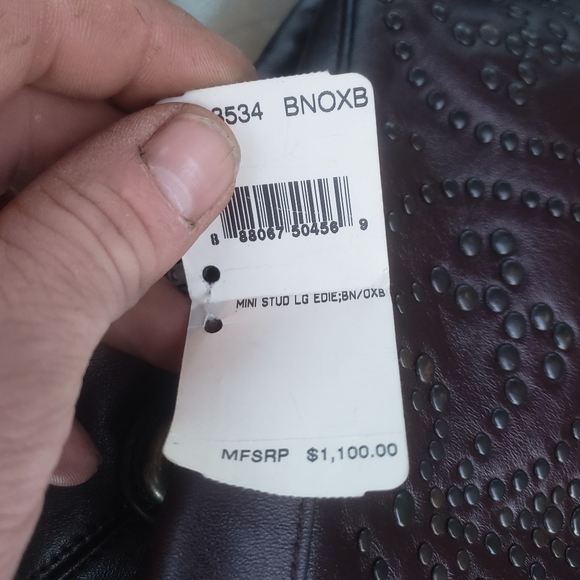 3534 BNOXB
8 88067 50456 9
MINI STUD LG EDIE;BN/OXB
MFSRP $1,100.00